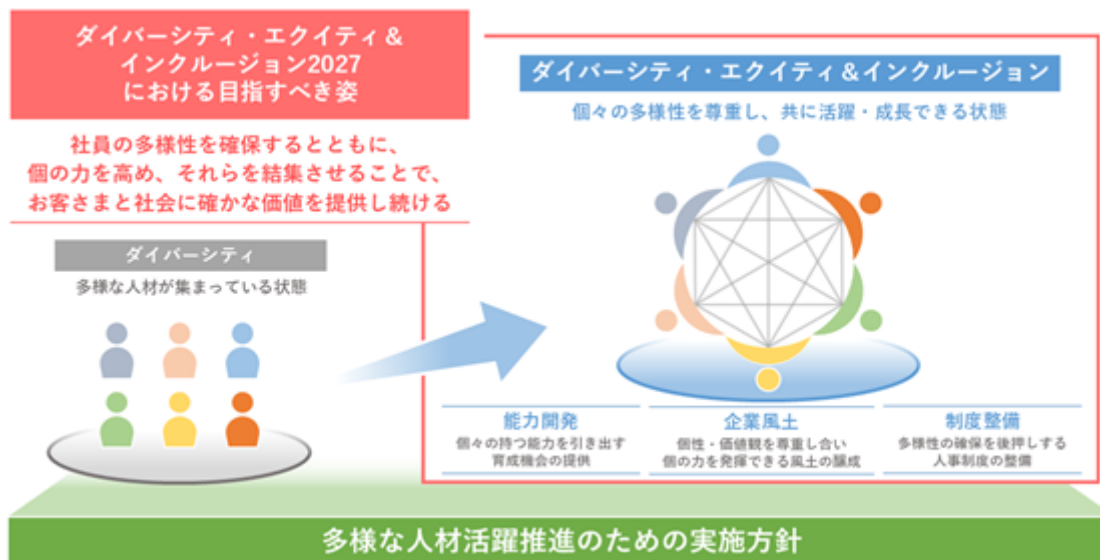 ダイバーシティ・エクイティ＆
インクルージョン2027
における目指すべき姿
社員の多様性を確保するとともに、
個の力を高め、それらを結集させることで、
お客さまと社会に確かな価値を提供し続ける
ダイバーシティ
多様な人材が集まっている状態
ダイバーシティ・エクイティ＆インクルージョン
個々の多様性を尊重し、共に活躍・成長できる状態
能力開発
個々の持つ能力を引き出す
育成機会の提供
企業風土
個性・価値観を尊重し合い
個の力を発揮できる風土の醸成
制度整備
多様性の確保を後押しする
人事制度の整備
多様な人材活躍推進のための実施方針